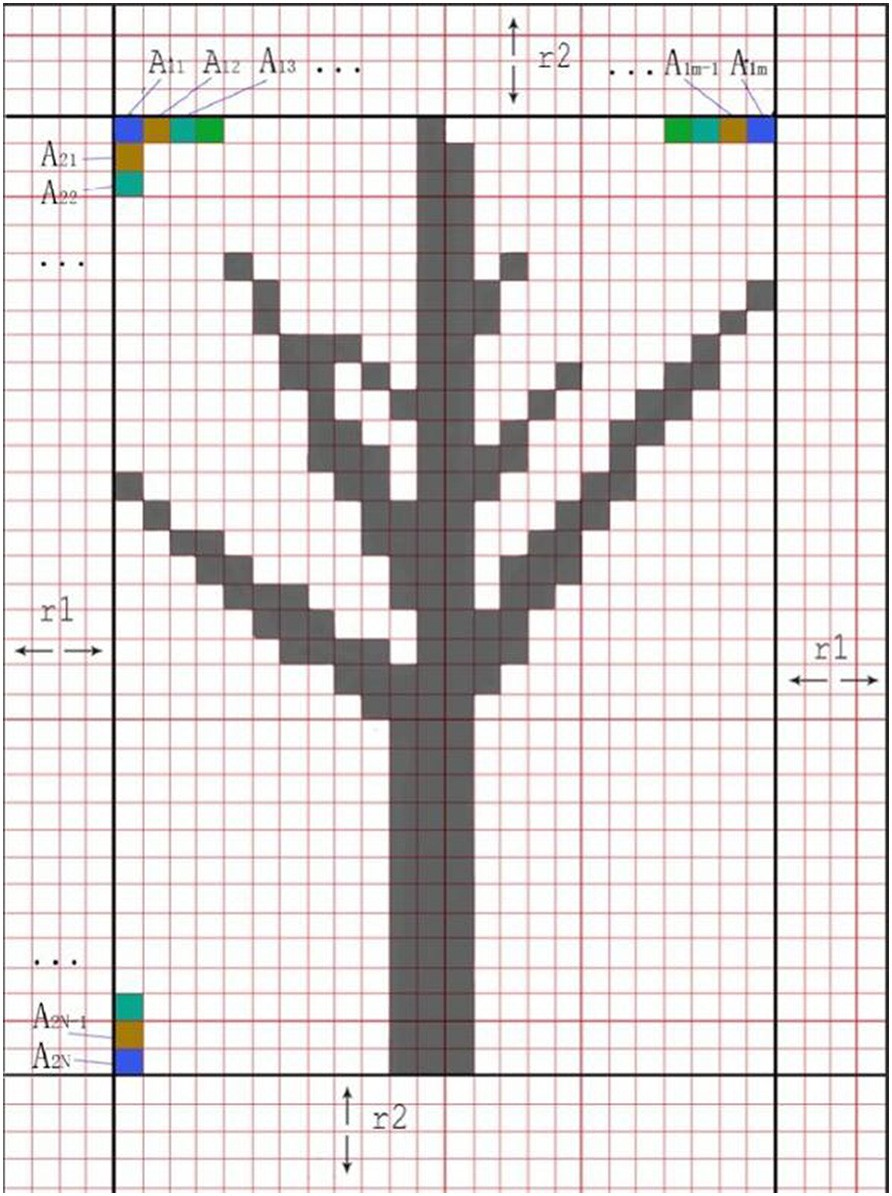 A11 A12 A13 ... r2 ...A1m-1 A1m
A21
A22
...
r1 r1
...
A2N-1
A2N
r2